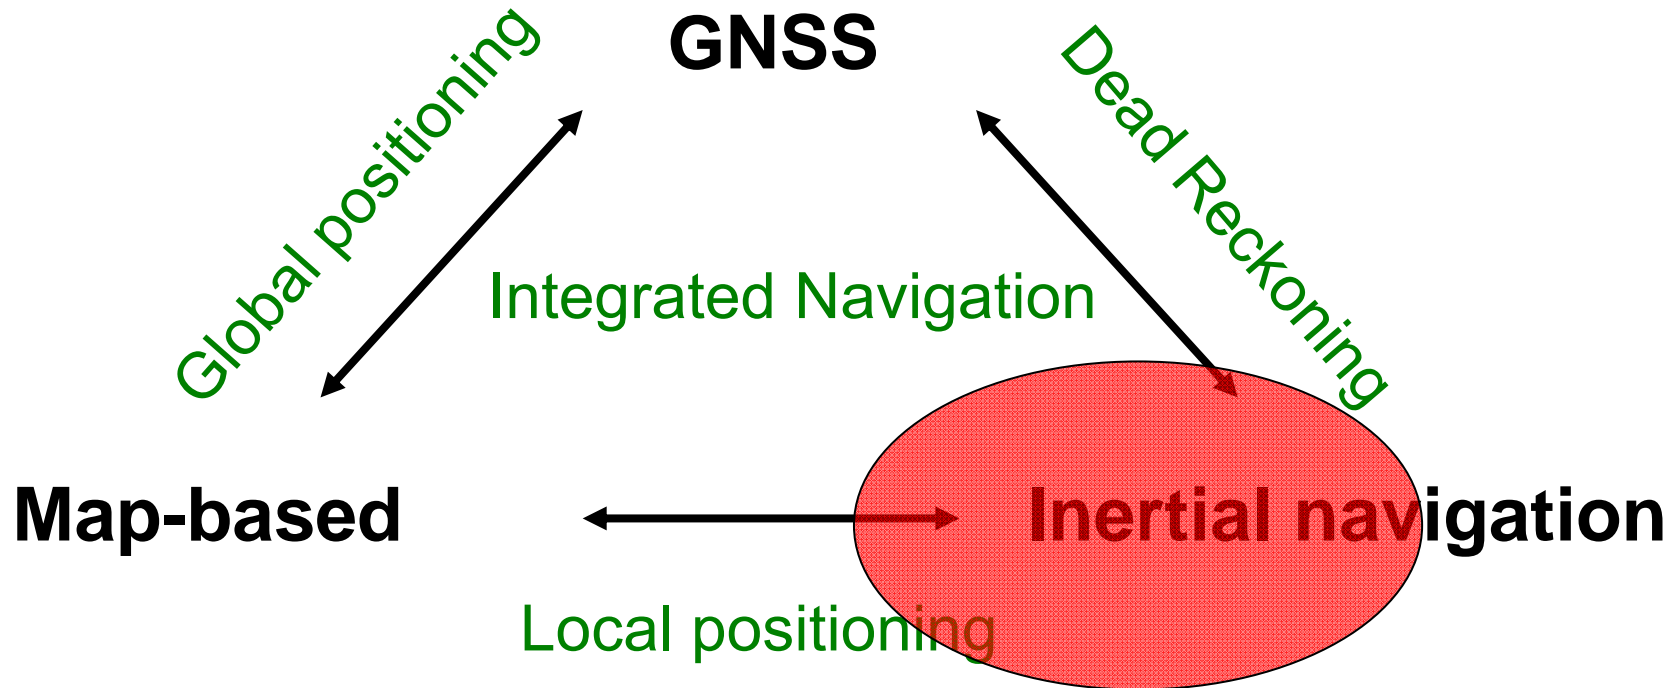 GNSS
Global positioning
Dead Reckoning
Integrated Navigation
Map-based
Inertial navigation
Local positioning